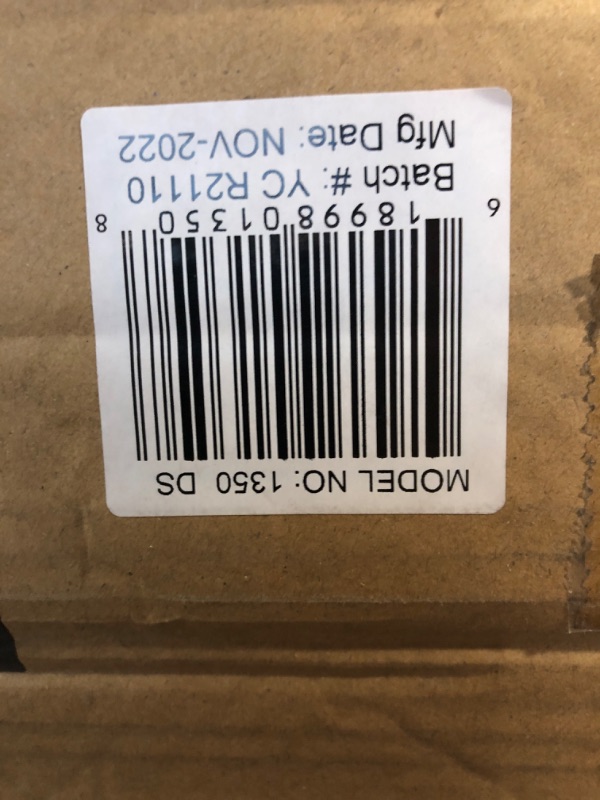 MODEL NO: 1350 DS
6 18998 01350 8
Batch #: YC R21110
Mfg Date: NOV-2022